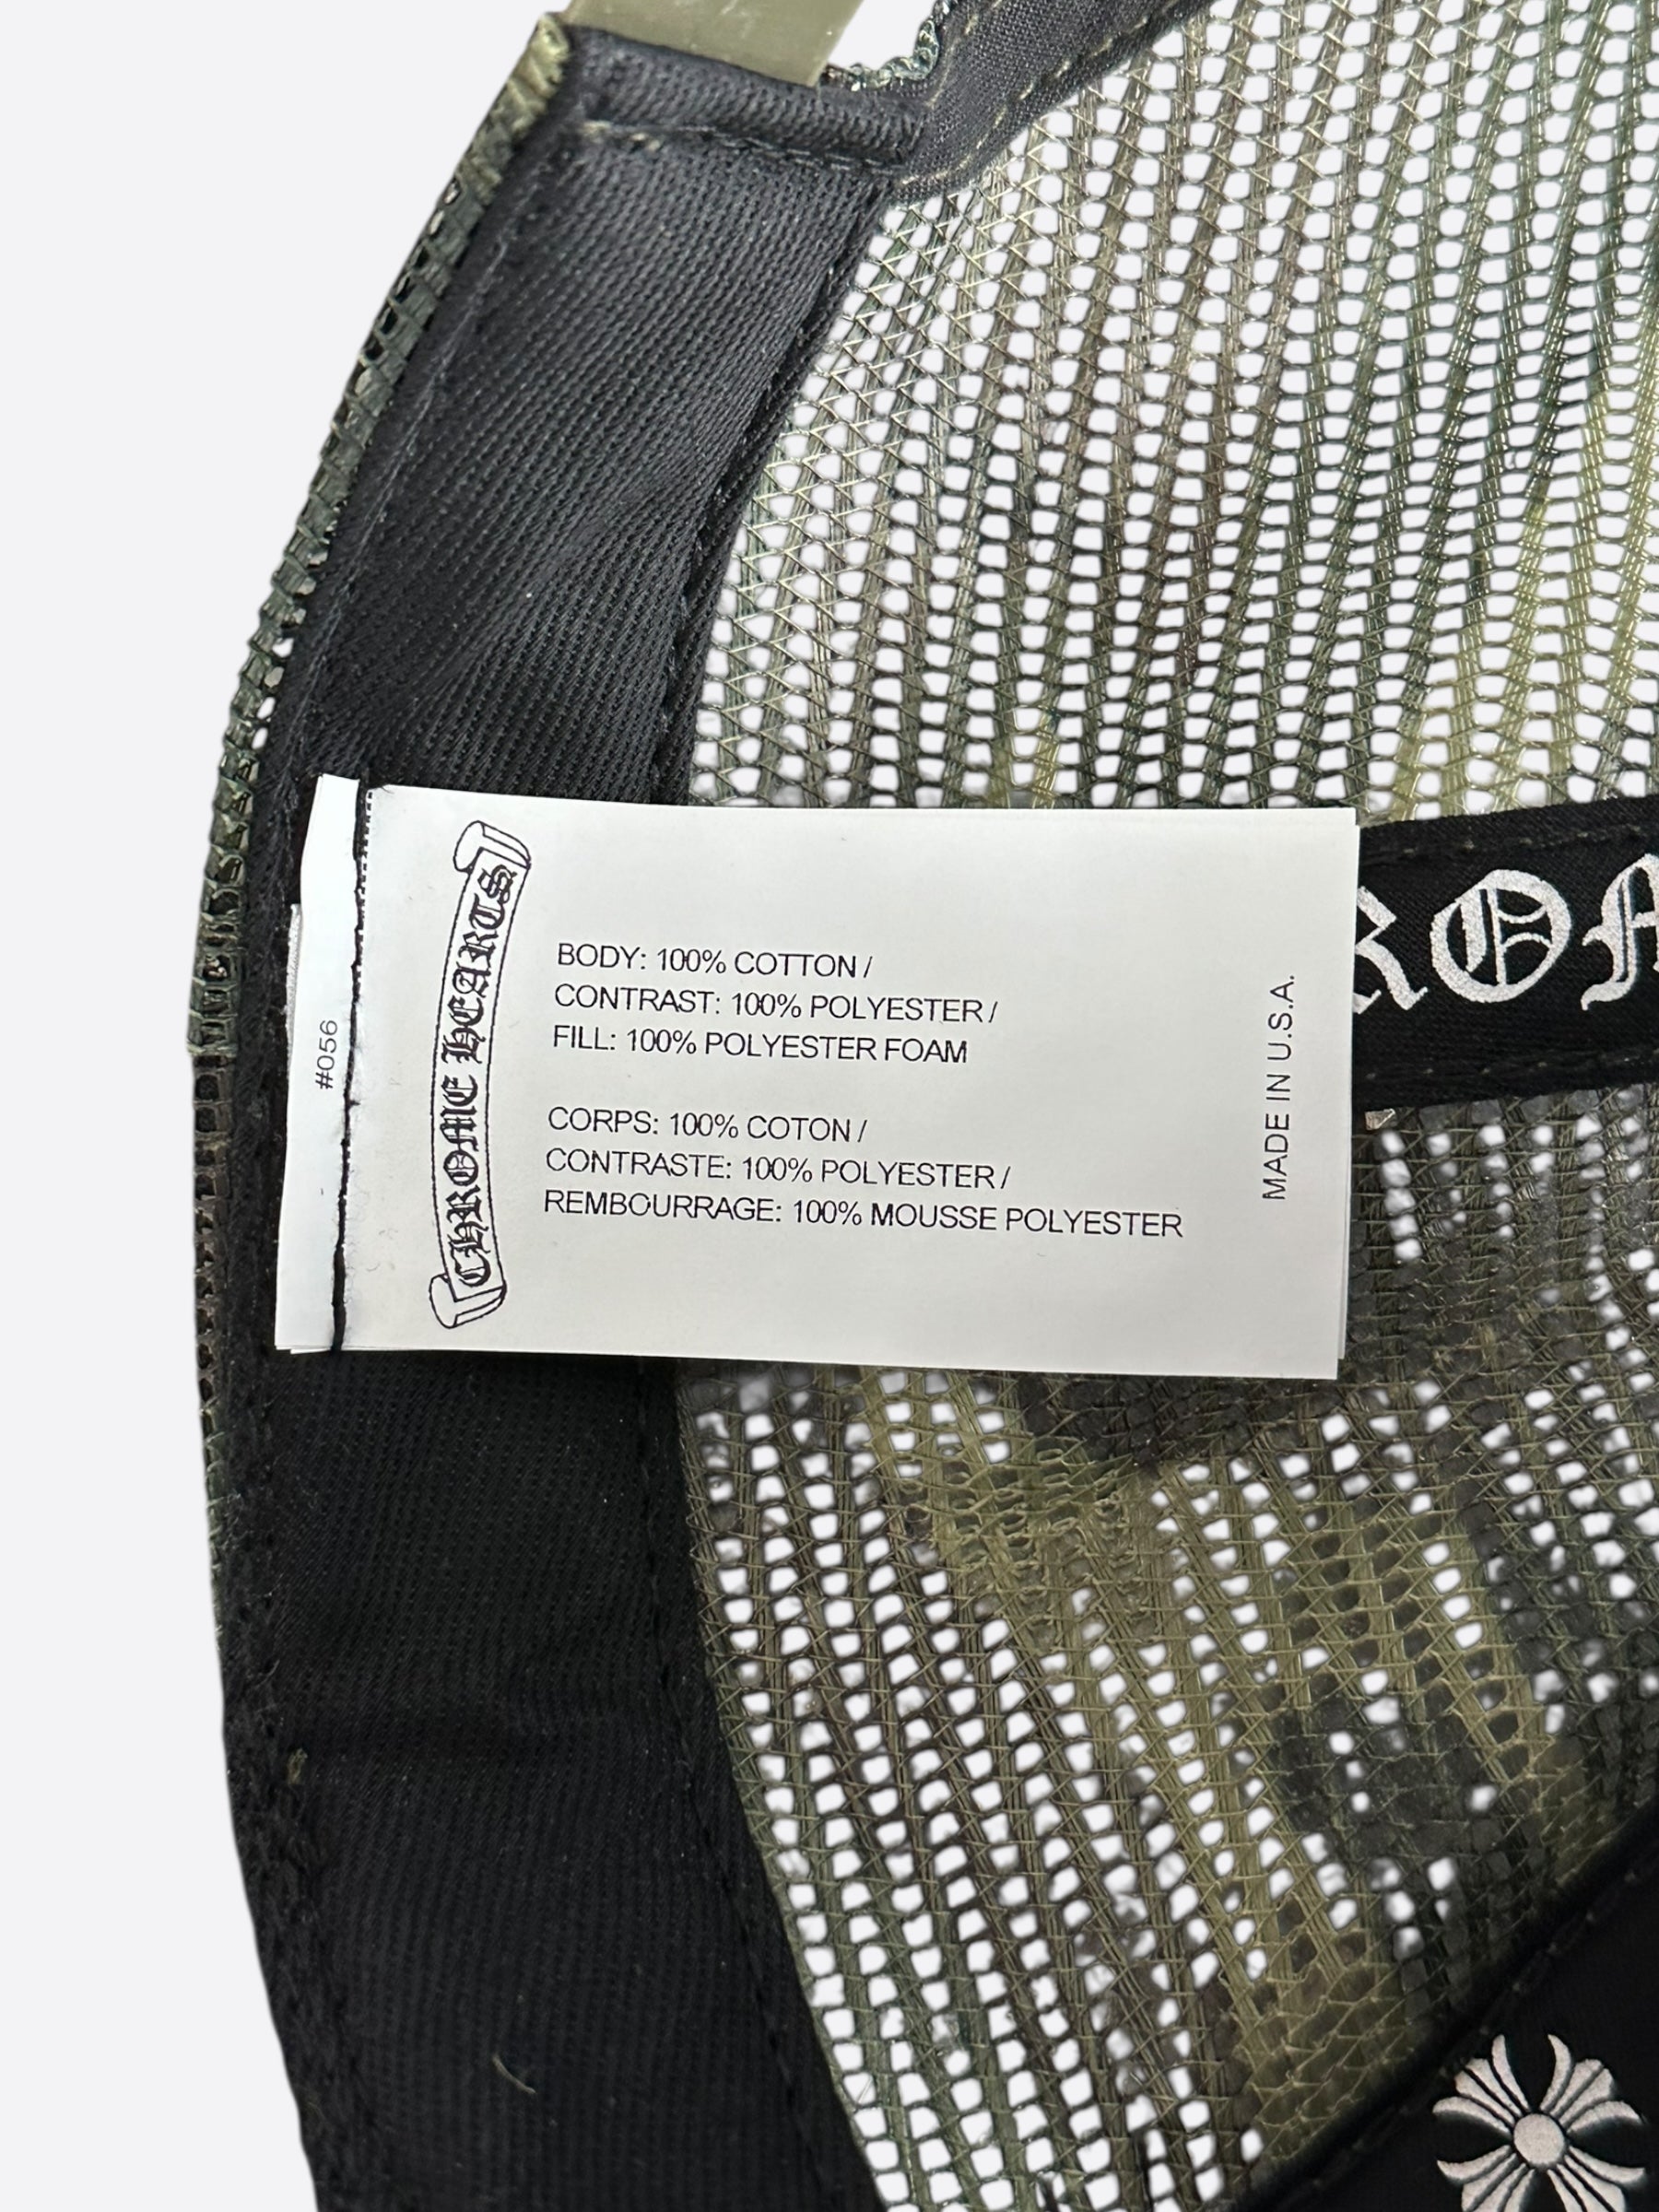 #056
CHROME HEARTS
BODY: 100% COTTON /
CONTRAST: 100% POLYESTER /
FILL: 100% POLYESTER FOAM
CORPS: 100% COTON /
CONTRASTE: 100% POLYESTER /
REMBOURRAGE: 100% MOUSSE POLYESTER
MADE IN U.S.A.
ROM